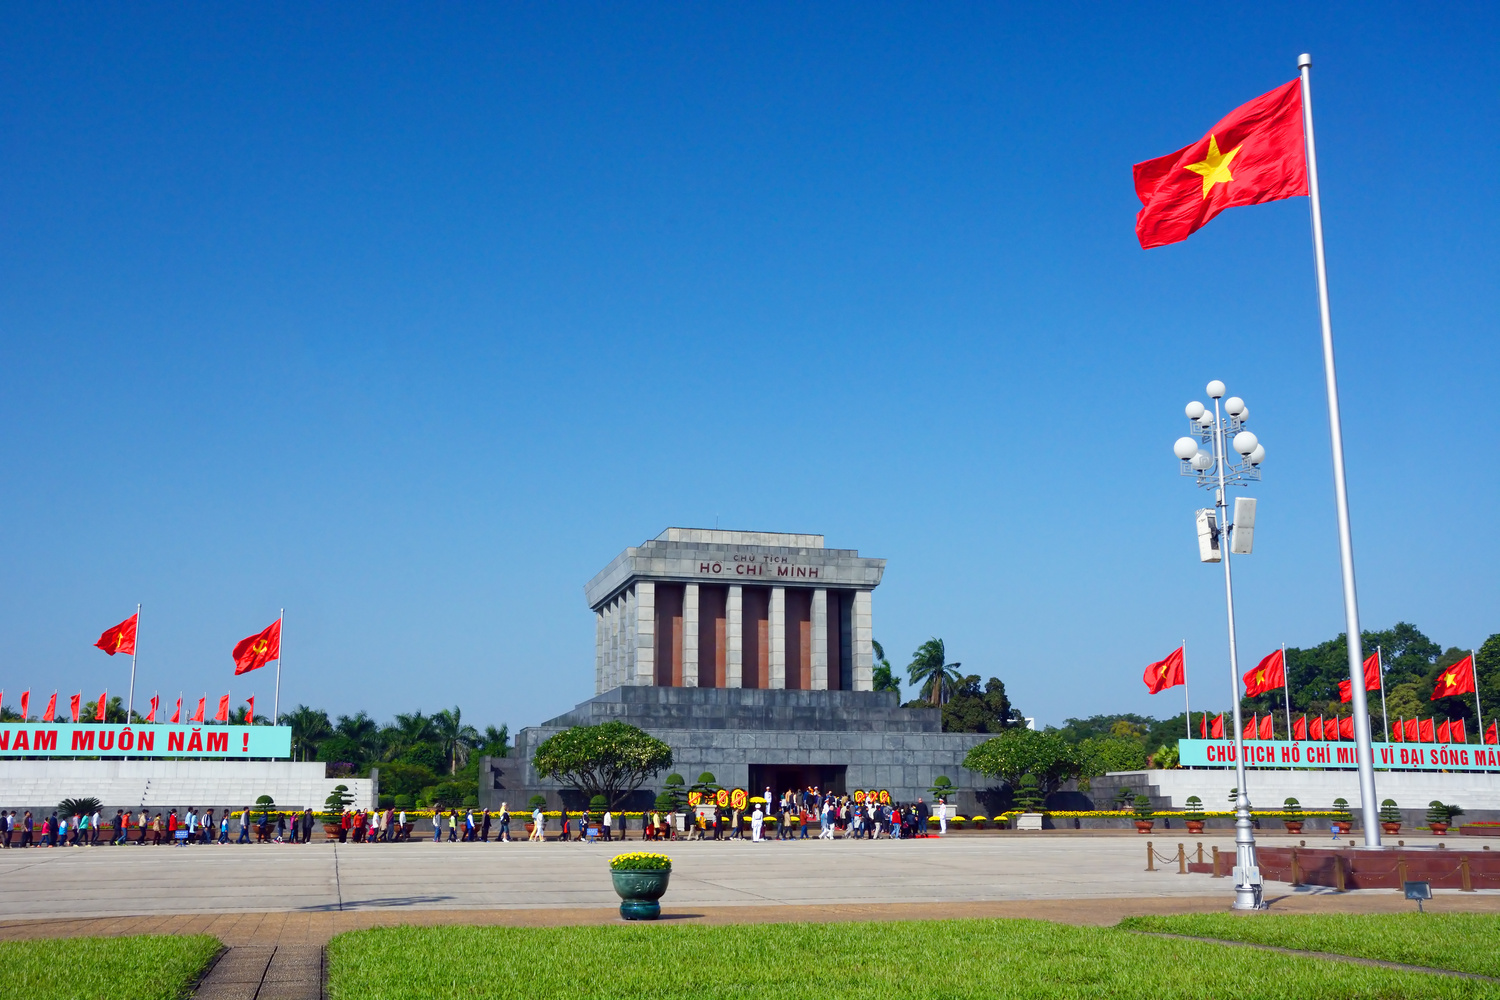 CHỦ TỊCH
HỒ-CHÍ-MINH
NAM MUÔN NĂM !
CHỦ TỊCH HỒ CHÍ MINH VĨ ĐẠI SỐNG MÃI